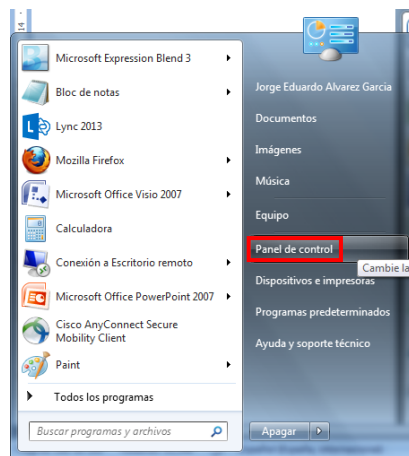 14
Microsoft Expression Blend 3
Bloc de notas
Lync 2013
Mozilla Firefox
Microsoft Office Visio 2007
Calculadora
Conexión a Escritorio remoto
Microsoft Office PowerPoint 2007
Cisco AnyConnect Secure
Mobility Client
Paint
Todos los programas
Buscar programas y archivos
Jorge Eduardo Alvarez Garcia
Documentos
Imágenes
Música
Equipo
Panel de control
Cambie la
Dispositivos e impresoras
Programas predeterminados
Ayuda y soporte técnico
Apagar